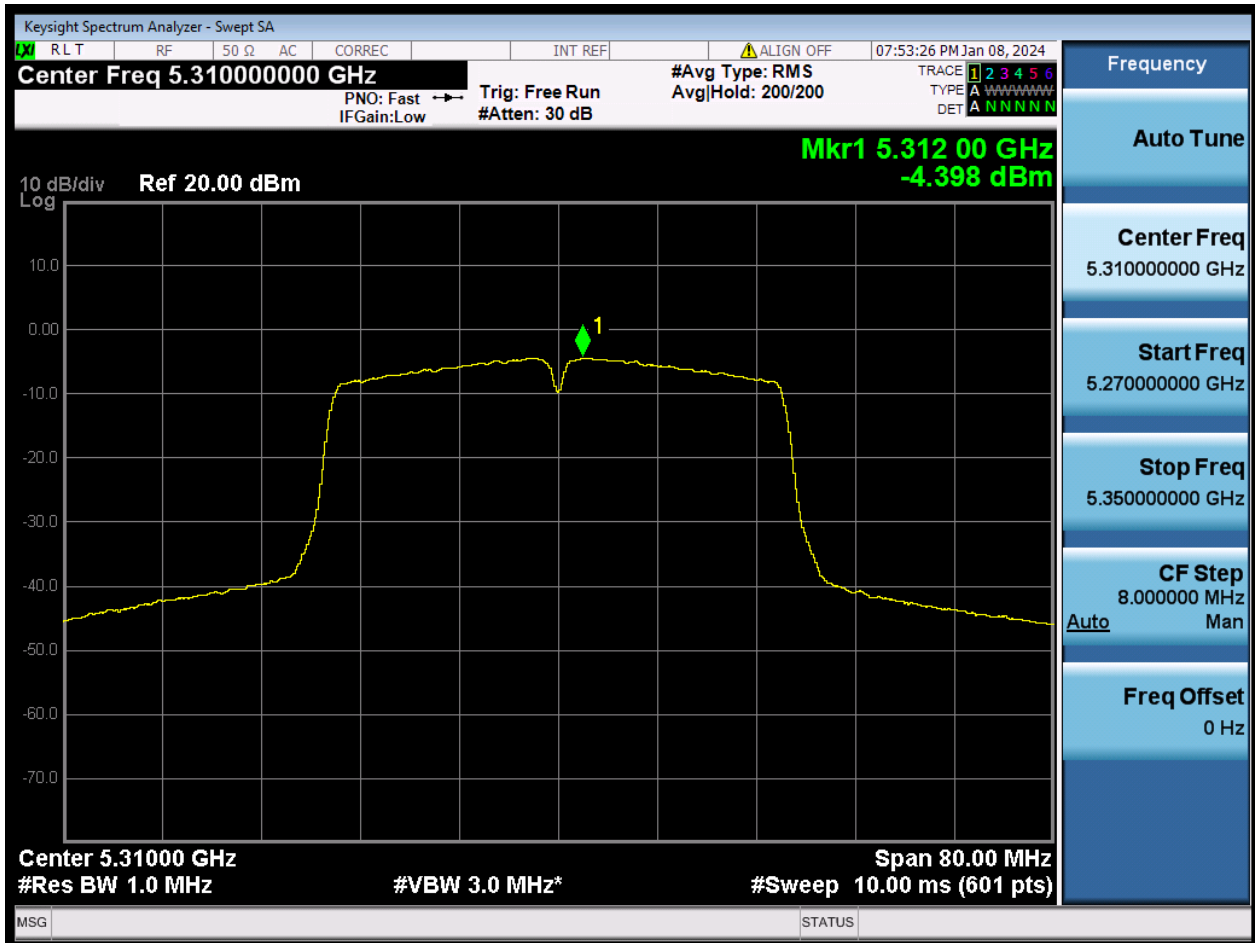 Keysight Spectrum Analyzer - Swept SA
LXI RLT RF 50 Ω AC CORREC INT REF ALIGN OFF 07:53:26 PM Jan 08, 2024
Center Freq 5.310000000 GHz
PNO: Fast
IFGain:Low
Trig: Free Run
#Atten: 30 dB
#Avg Type: RMS
Avg|Hold: 200/200
TRACE 1 2 3 4 5 6
TYPE A WWWWW
DET A N N N N N
Mkr1 5.312 00 GHz
-4.398 dBm
10 dB/div Ref 20.00 dBm
Log
10.0
0.00
1
-10.0
-20.0
-30.0
-40.0
-50.0
-60.0
-70.0
Center 5.31000 GHz Span 80.00 MHz
#Res BW 1.0 MHz #VBW 3.0 MHz* #Sweep 10.00 ms (601 pts)
MSG STATUS
Frequency
Auto Tune
Center Freq
5.310000000 GHz
Start Freq
5.270000000 GHz
Stop Freq
5.350000000 GHz
CF Step
8.000000 MHz
Auto Man
Freq Offset
0 Hz